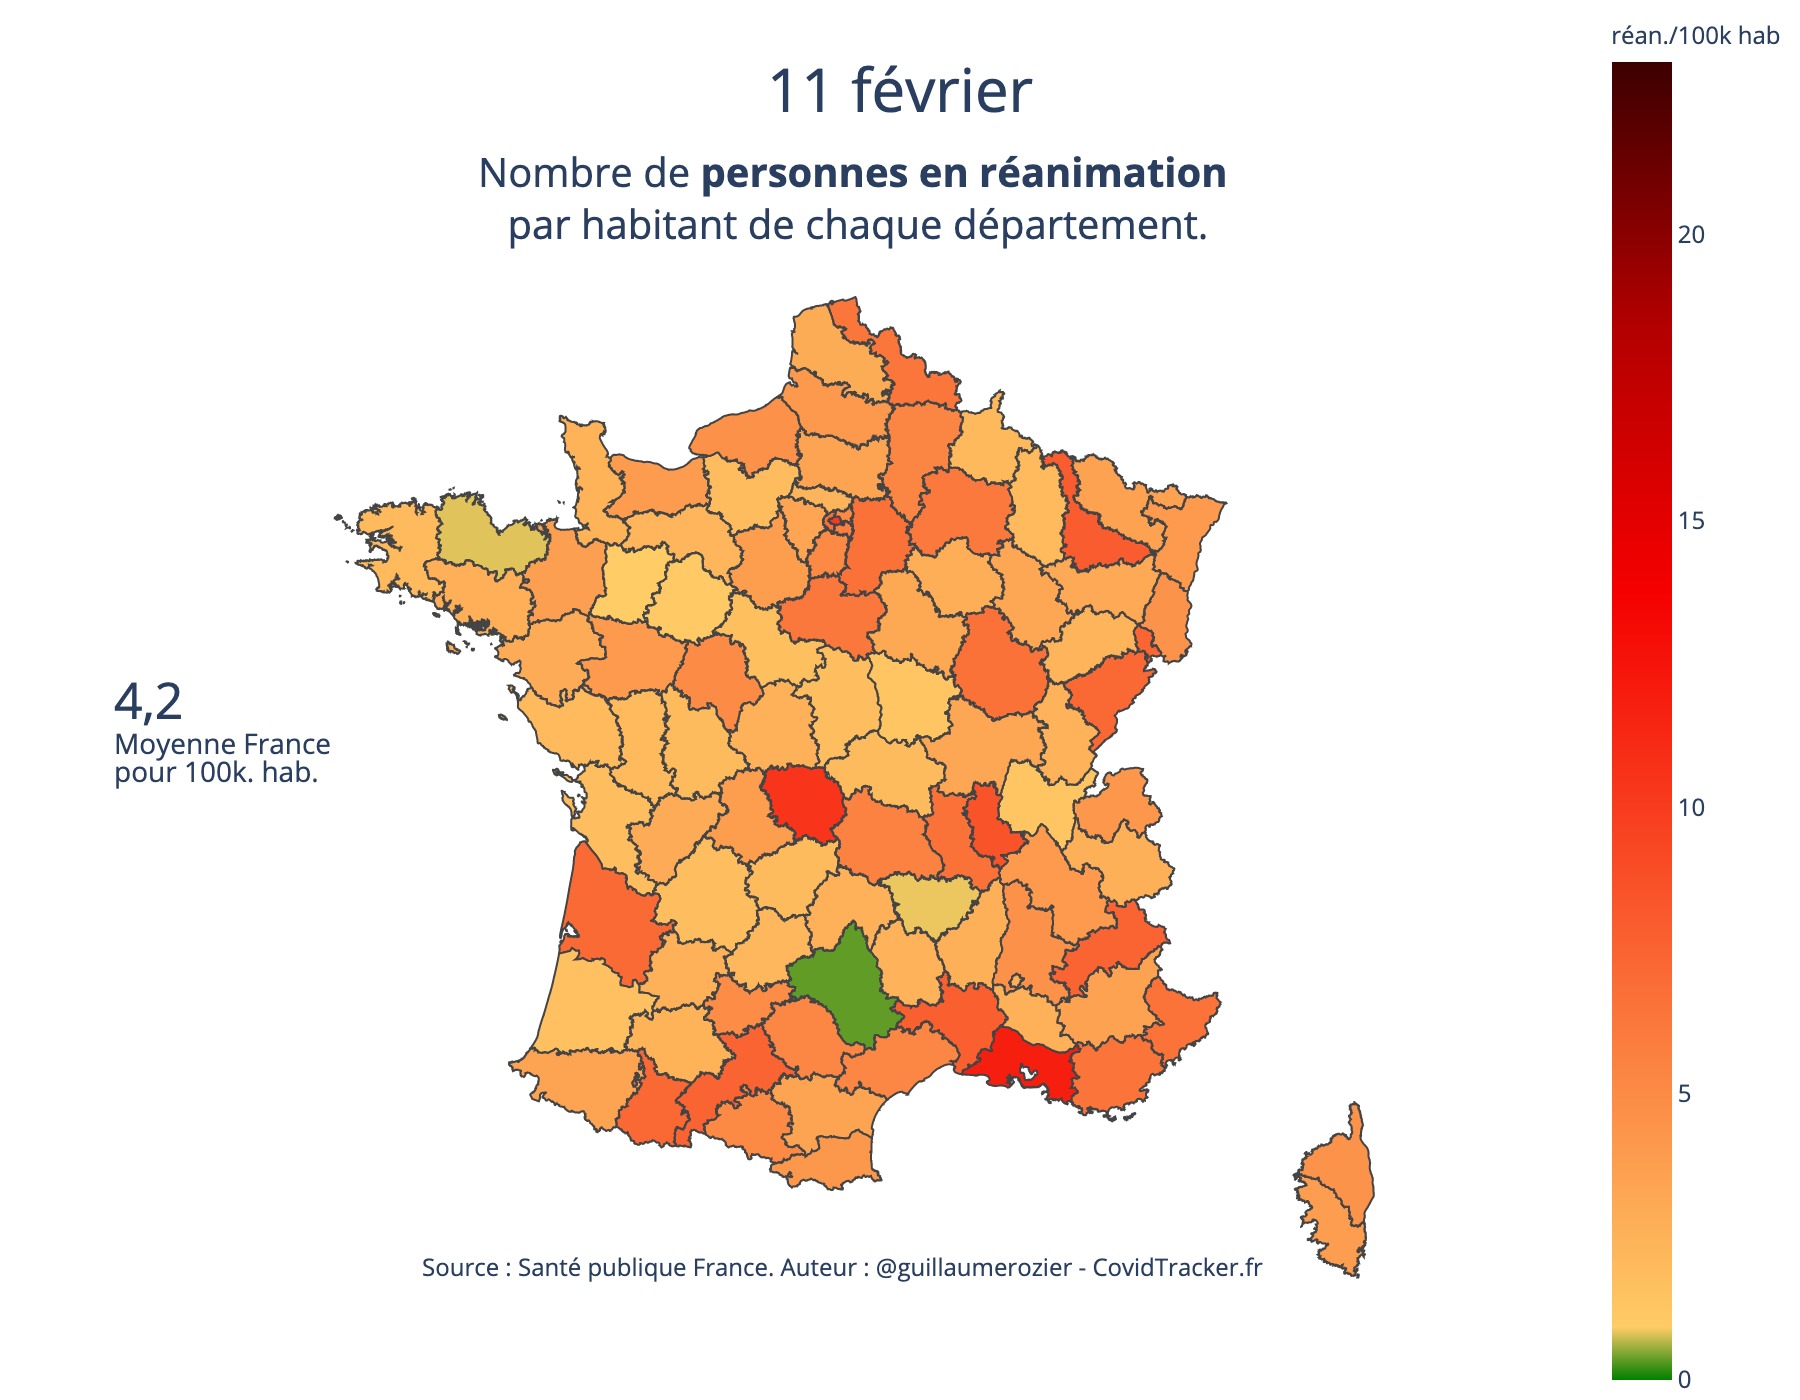 réan./100k hab
11 février
Nombre de personnes en réanimation
par habitant de chaque département.
20
15
4,2
Moyenne France
pour 100k. hab.
10
5
Source : Santé publique France. Auteur : @guillaumerozier - CovidTracker.fr
0